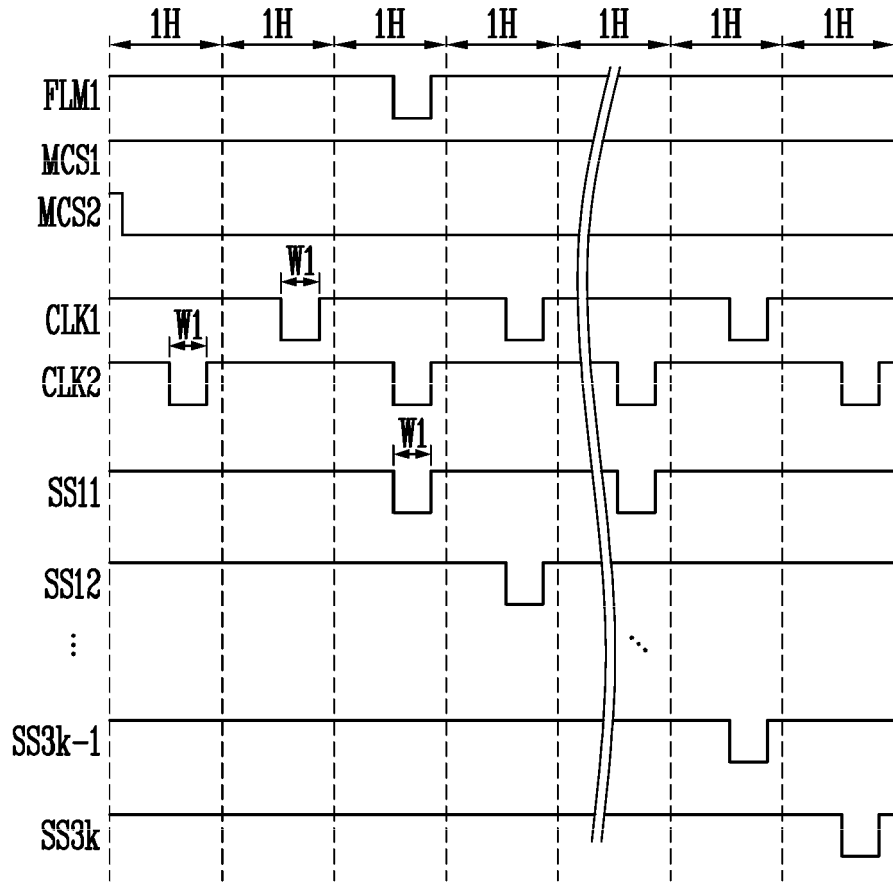 1H 1H 1H 1H 1H 1H 1H
FLM1
MCS1
MCS2
W1
CLK1
W1
CLK2
W1
SS11
SS12
⋮
⋱
SS3k-1
SS3k